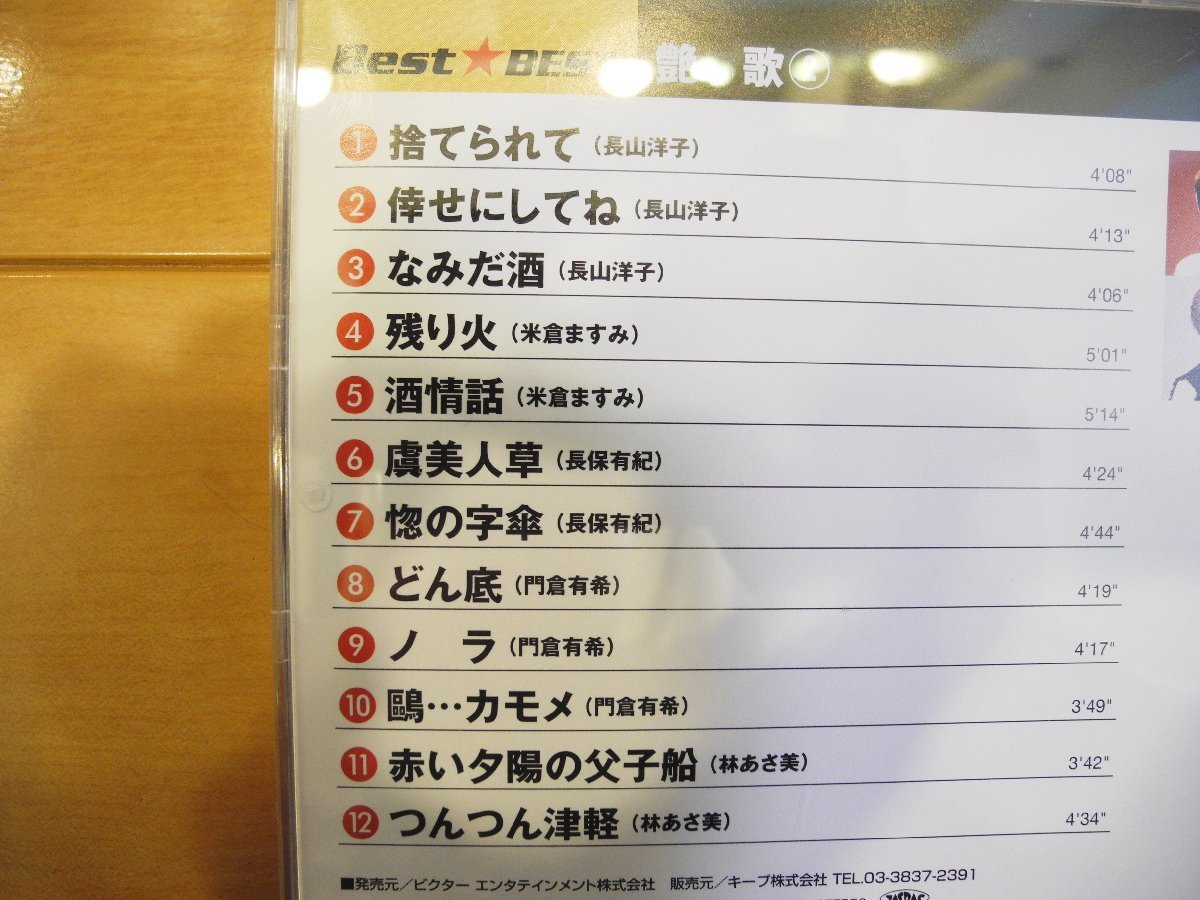 Best★BEST 艶 歌②
1 捨てられて（長山洋子） 4'08"
2 倖せにしてね（長山洋子） 4'13"
3 なみだ酒（長山洋子） 4'06"
4 残り火（米倉ますみ） 5'01"
5 酒情話（米倉ますみ） 5'14"
6 虞美人草（長保有紀） 4'24"
7 惚の字傘（長保有紀） 4'44"
8 どん底（門倉有希） 4'19"
9 ノ　ラ（門倉有希） 4'17"
10 鷗…カモメ（門倉有希） 3'49"
11 赤い夕陽の父子船（林あさ美） 3'42"
12 つんつん津軽（林あさ美） 4'34"
■発売元／ビクター エンタテインメント株式会社　販売元／キープ株式会社 TEL.03-3837-2391